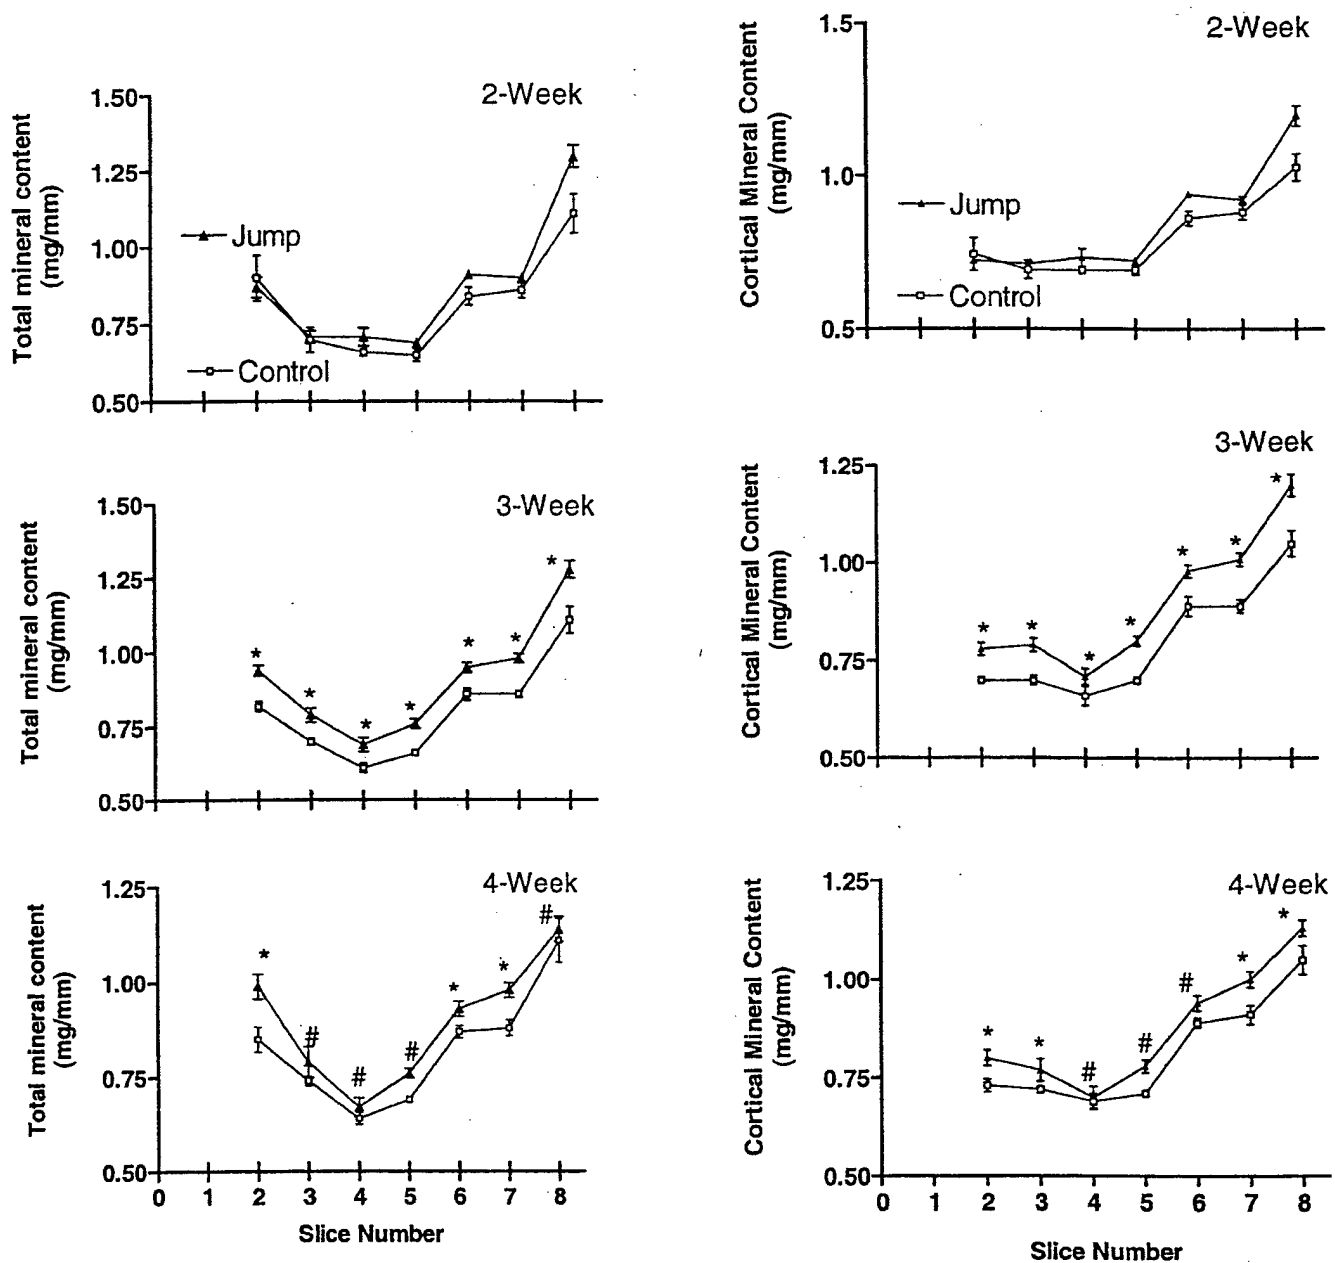 2-Week
Total mineral content
(mg/mm)
1.50
1.25
1.00
0.75
0.50
Jump
Control
2-Week
Cortical Mineral Content
(mg/mm)
1.5
1.0
0.5
Jump
Control
3-Week
Total mineral content
(mg/mm)
1.50
1.25
1.00
0.75
0.50
* * * * * * *
3-Week
Cortical Mineral Content
(mg/mm)
1.25
1.00
0.75
0.50
* * * * * * *
4-Week
Total mineral content
(mg/mm)
1.25
1.00
0.75
0.50
* # # # * * #
0 1 2 3 4 5 6 7 8
Slice Number
4-Week
Cortical Mineral Content
(mg/mm)
1.25
1.00
0.75
0.50
* * # # # * *
0 1 2 3 4 5 6 7 8
Slice Number